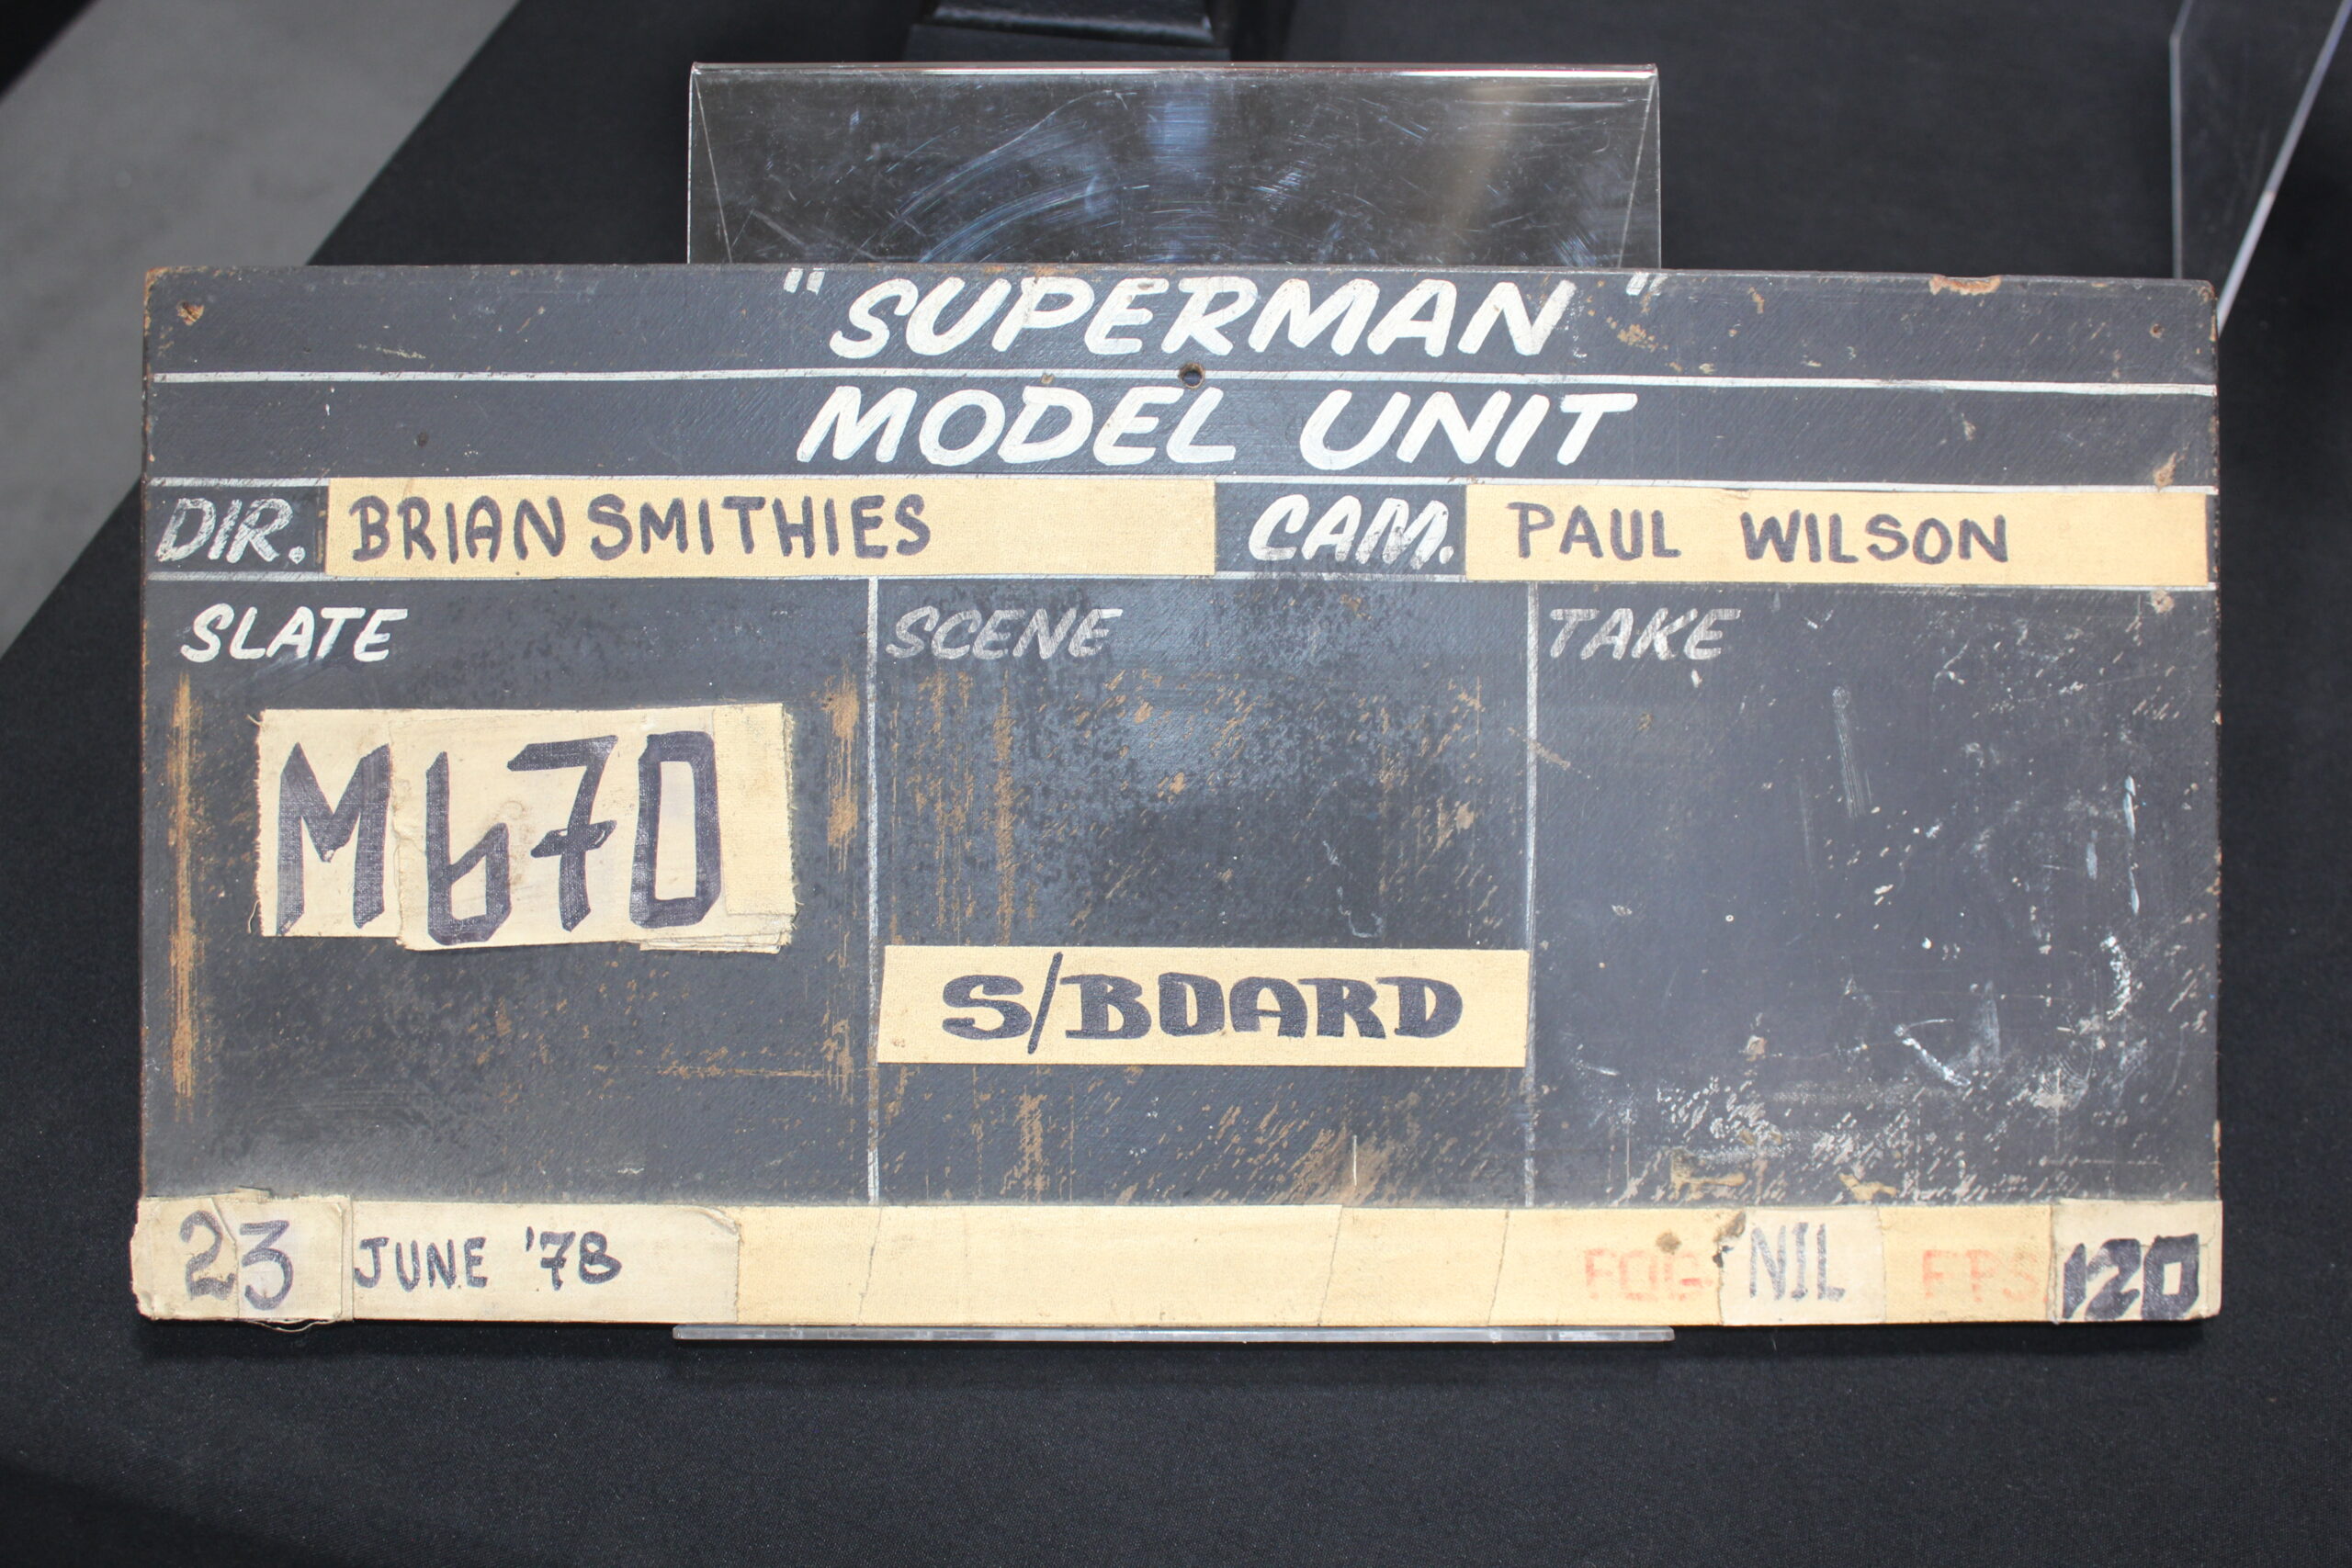 "SUPERMAN"
MODEL UNIT
DIR. BRIAN SMITHIES CAM. PAUL WILSON
SLATE SCENE TAKE
M670
S/BOARD
23 JUNE '78 FOG NIL FPS 120